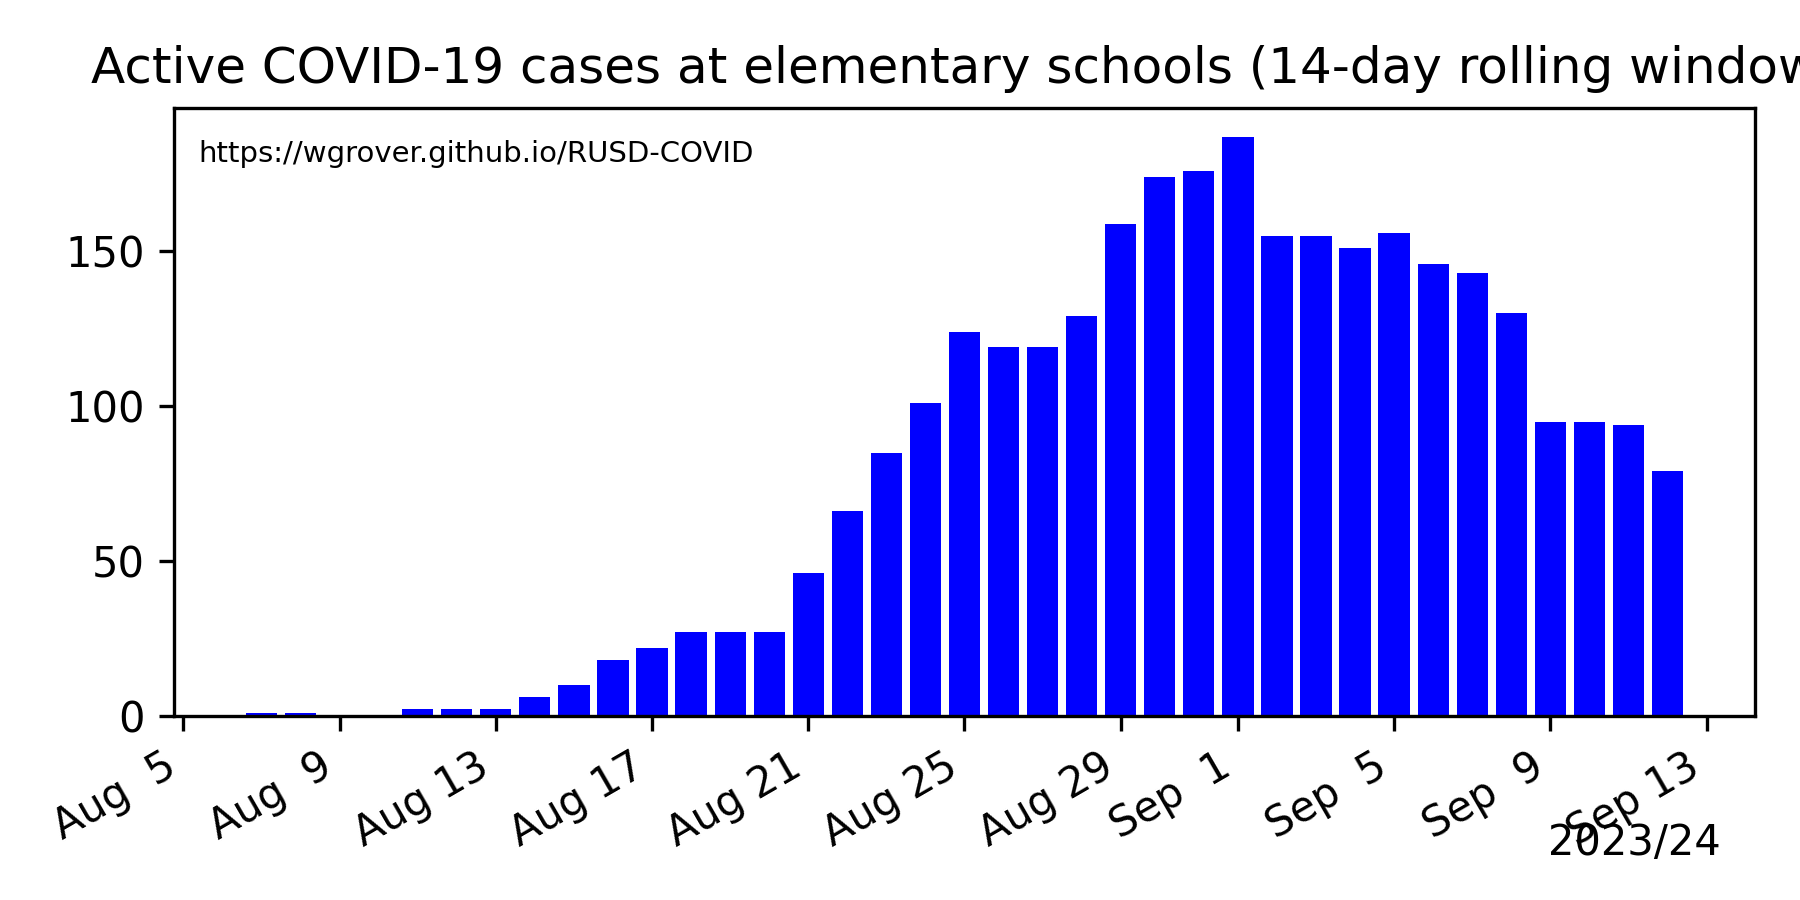 Active COVID-19 cases at elementary schools (14-day rolling window
https://wgrover.github.io/RUSD-COVID
150
100
50
0
Aug 5
Aug 9
Aug 13
Aug 17
Aug 21
Aug 25
Aug 29
Sep 1
Sep 5
Sep 9
Sep 13
2023/24